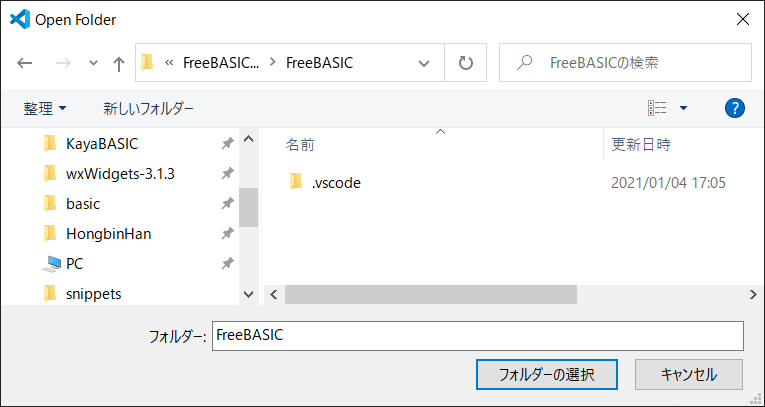 Open Folder
« FreeBASIC... > FreeBASIC
FreeBASICの検索
整理 新しいフォルダー
?
KayaBASIC
wxWidgets-3.1.3
basic
HongbinHan
PC
snippets
名前 更新日時
.vscode 2021/01/04 17:05
フォルダー: FreeBASIC
フォルダーの選択 キャンセル